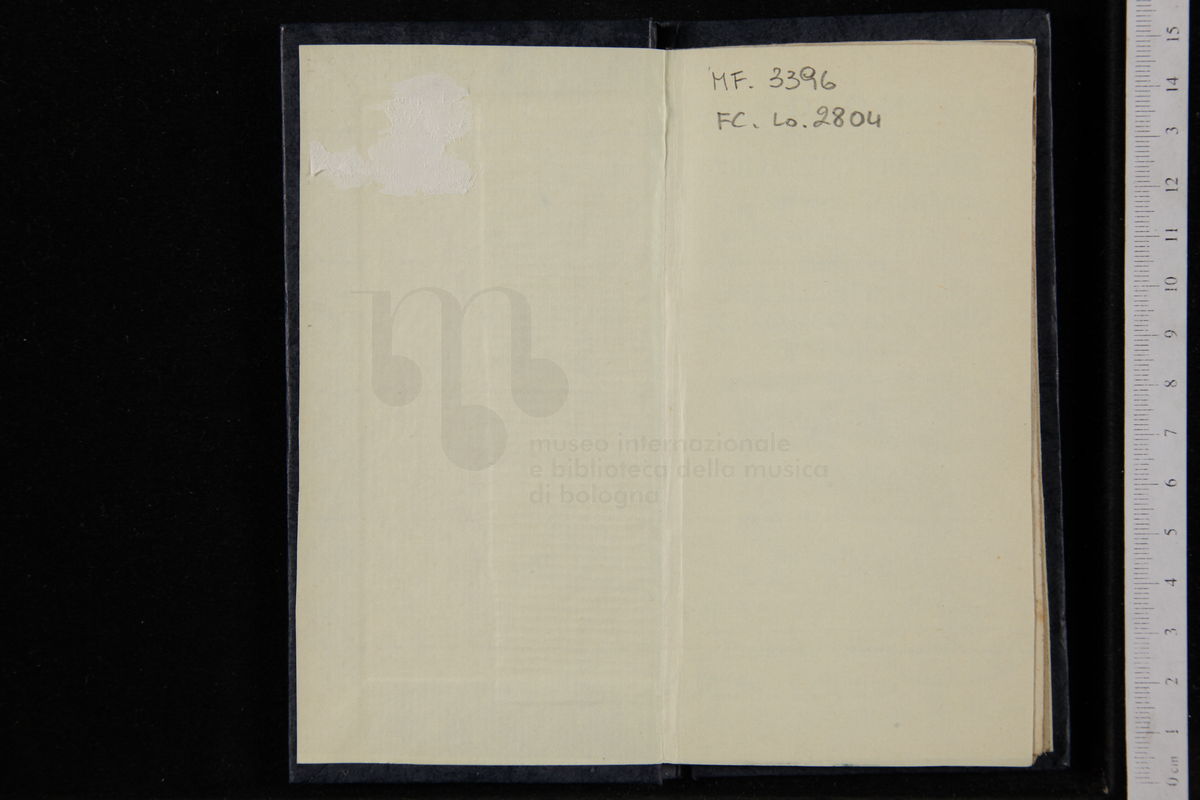 MF. 3396
FC. Lo. 2804
museo internazionale
e biblioteca della musica
di bologna
15
14
3
12
11
10
9
8
7
6
5
4
3
2
1
0 cm